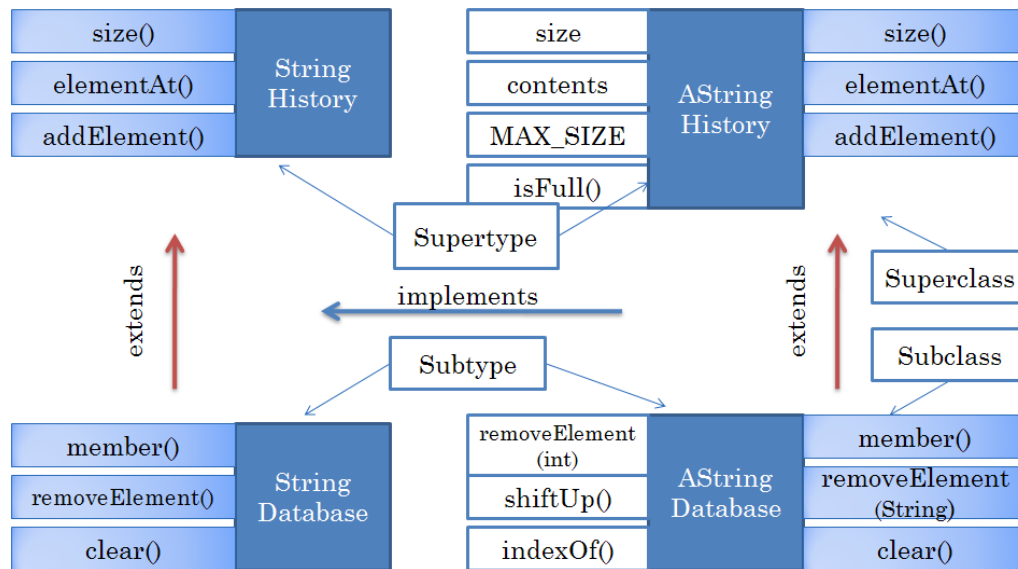 size()
elementAt()
addElement()
String
History
size
contents
MAX_SIZE
isFull()
AString
History
size()
elementAt()
addElement()
Supertype
Superclass
extends
implements
extends
Subtype
Subclass
member()
removeElement()
clear()
String
Database
removeElement
(int)
shiftUp()
indexOf()
AString
Database
member()
removeElement
(String)
clear()